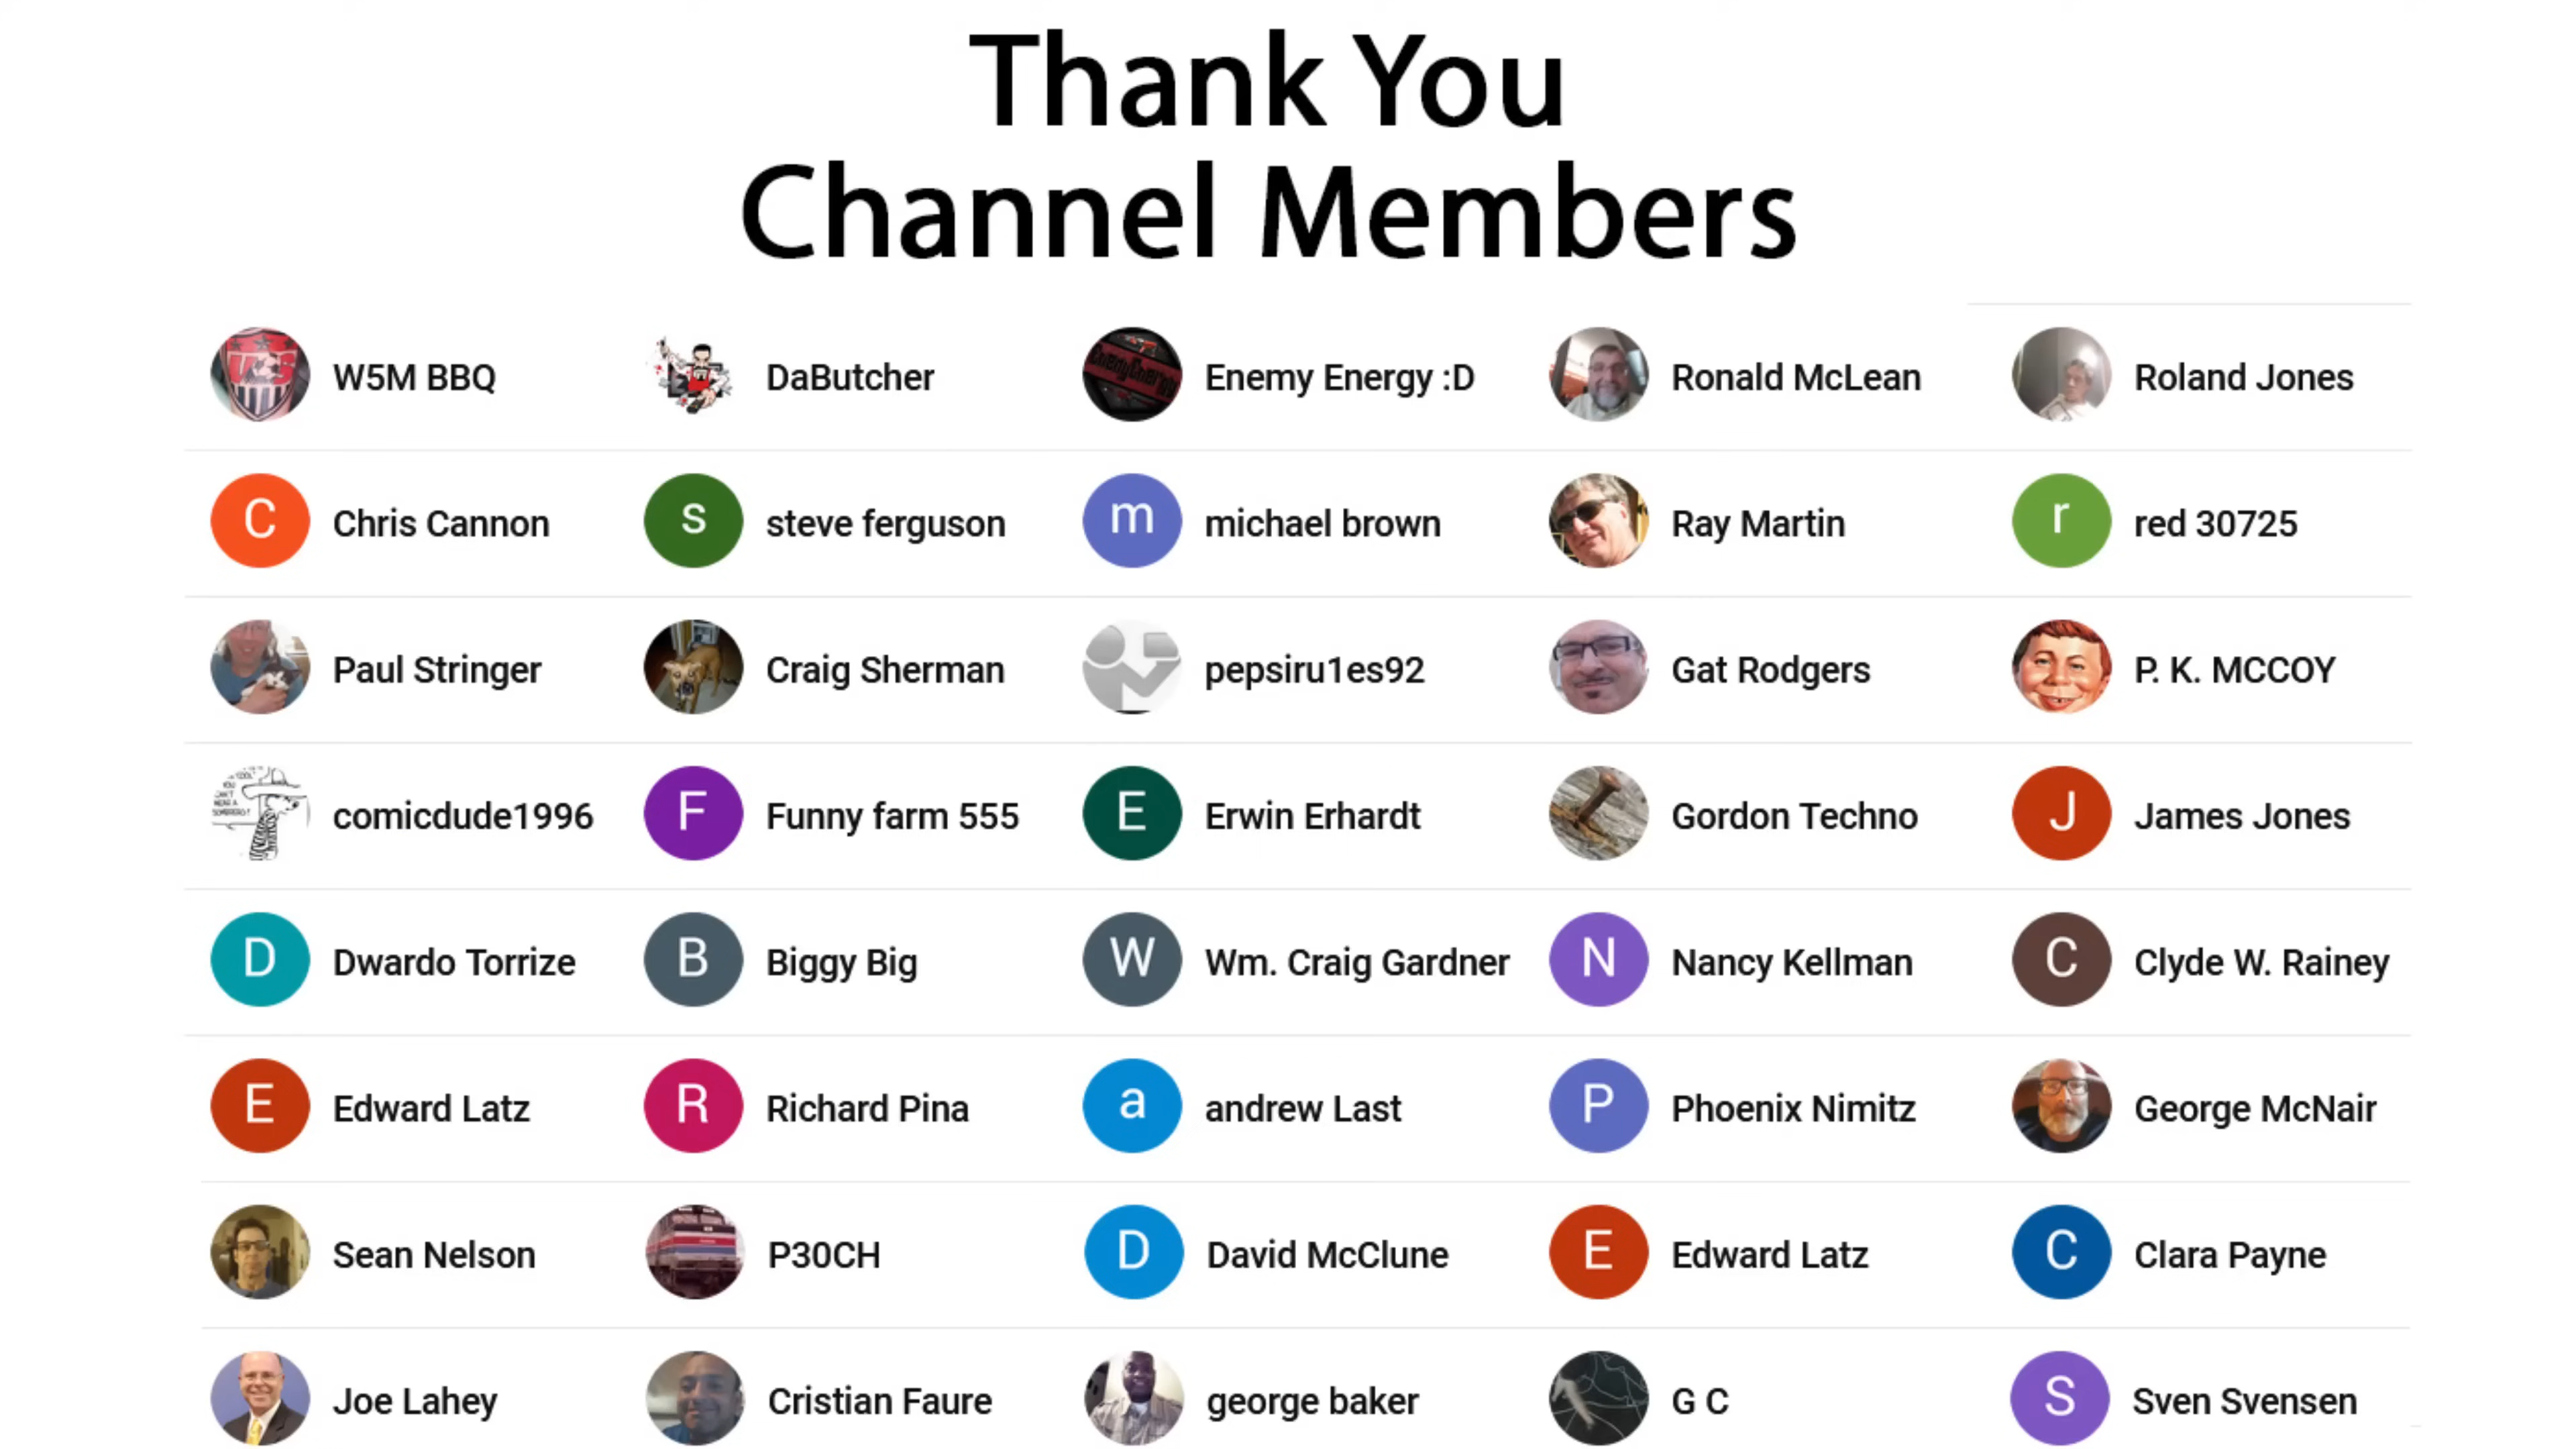 Thank You
Channel Members
W5M BBQ
DaButcher
Enemy Energy :D
Ronald McLean
Roland Jones
C Chris Cannon
s steve ferguson
m michael brown
Ray Martin
r red 30725
Paul Stringer
Craig Sherman
pepsiru1es92
Gat Rodgers
P. K. MCCOY
comicdude1996
F Funny farm 555
E Erwin Erhardt
Gordon Techno
J James Jones
D Dwardo Torrize
B Biggy Big
W Wm. Craig Gardner
N Nancy Kellman
C Clyde W. Rainey
E Edward Latz
R Richard Pina
a andrew Last
P Phoenix Nimitz
George McNair
Sean Nelson
P30CH
D David McClune
E Edward Latz
C Clara Payne
Joe Lahey
Cristian Faure
george baker
G C
S Sven Svensen